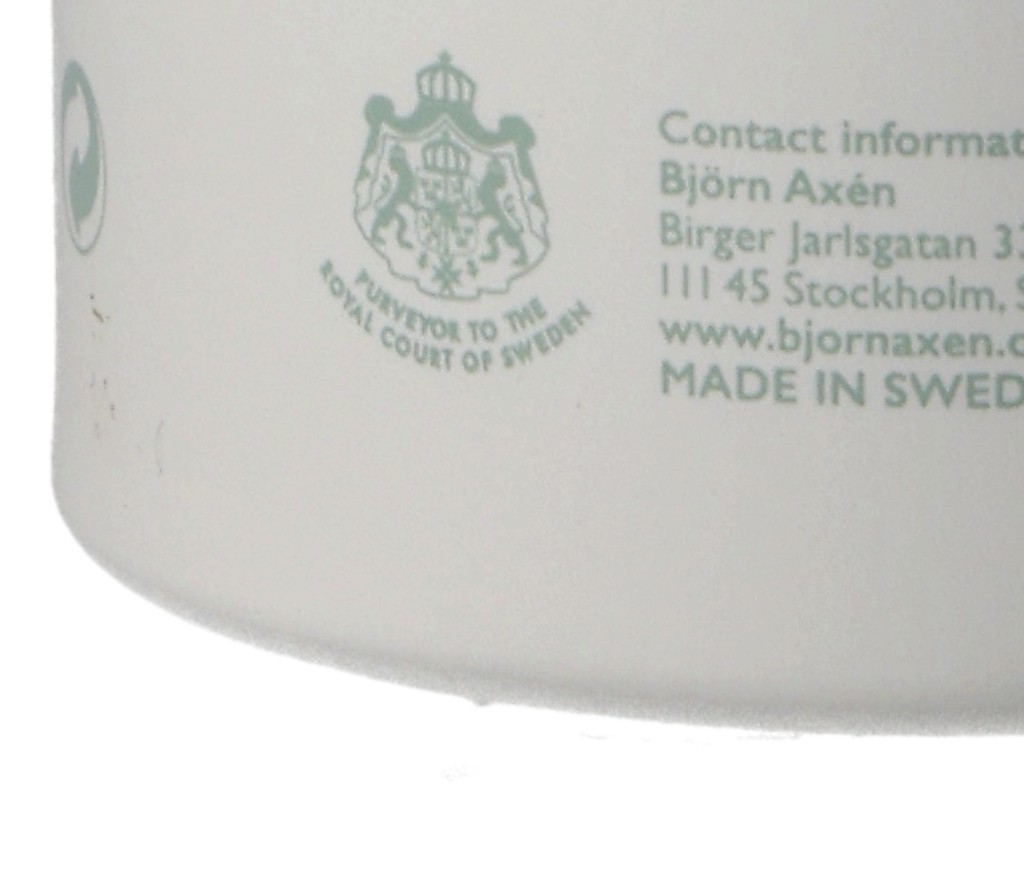 PURVEYOR TO THE
ROYAL COURT OF SWEDEN
Contact informat
Björn Axén
Birger Jarlsgatan 33
111 45 Stockholm, S
www.bjornaxen.c
MADE IN SWED